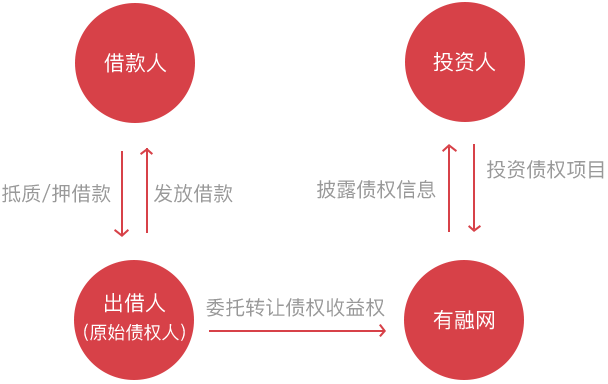 借款人
投资人
抵质/押借款
发放借款
披露债权信息
投资债权项目
出借人
(原始债权人)
委托转让债权收益权
有融网